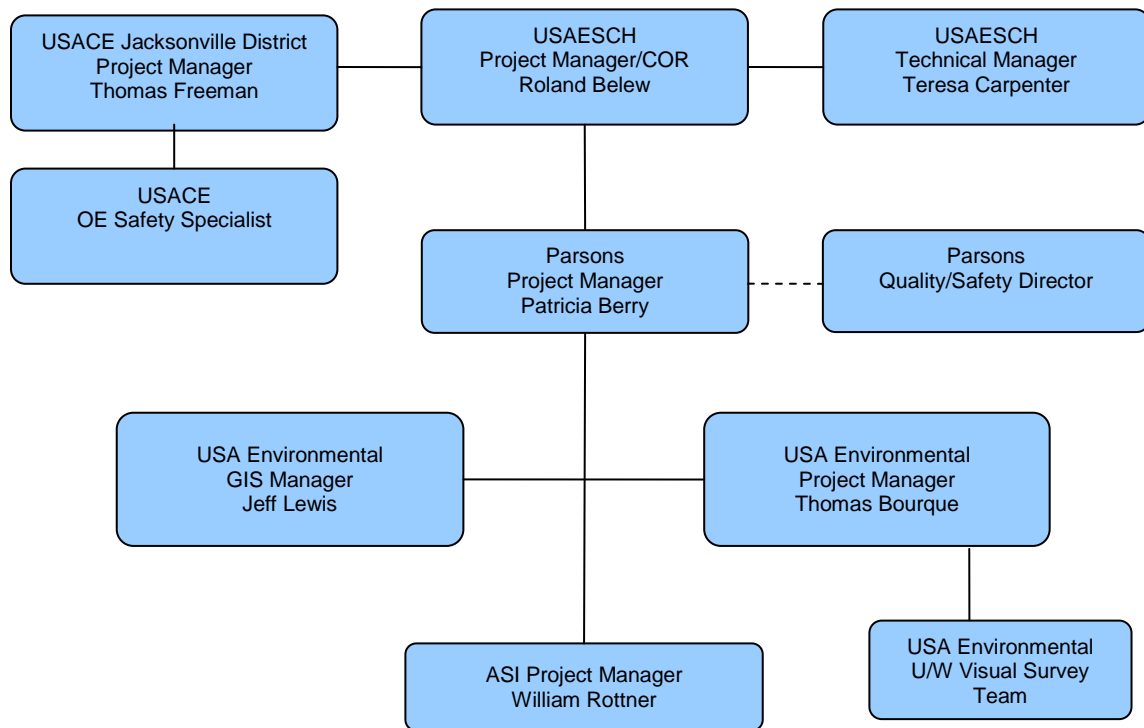 USACE Jacksonville District
Project Manager
Thomas Freeman
USAESCH
Project Manager/COR
Roland Belew
USAESCH
Technical Manager
Teresa Carpenter
USACE
OE Safety Specialist
Parsons
Project Manager
Patricia Berry
Parsons
Quality/Safety Director
USA Environmental
GIS Manager
Jeff Lewis
USA Environmental
Project Manager
Thomas Bourque
ASI Project Manager
William Rottner
USA Environmental
U/W Visual Survey
Team